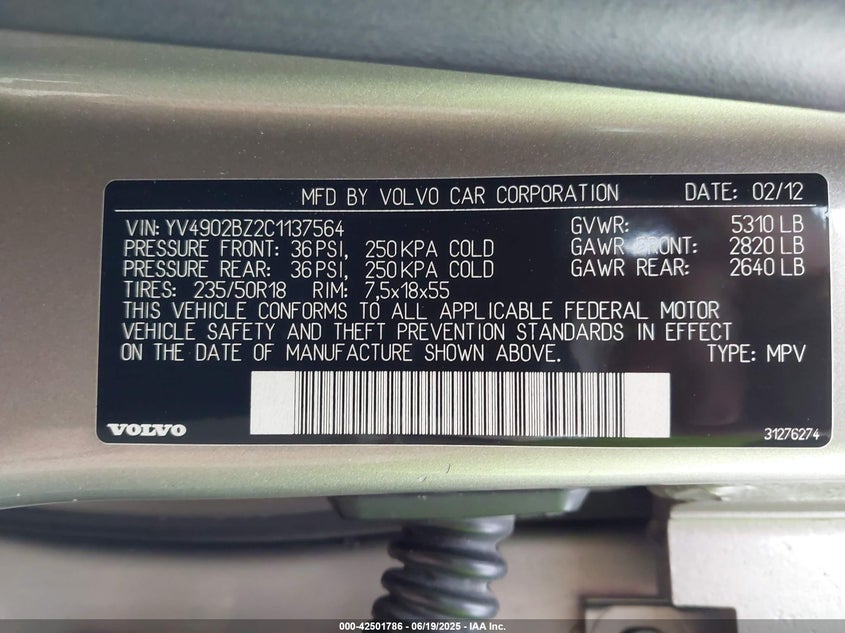 MFD BY VOLVO CAR CORPORATION DATE: 02/12
VIN: YV4902BZ2C1137564 GVWR: 5310 LB
PRESSURE FRONT: 36 PSI, 250 KPA COLD GAWR FRONT: 2820 LB
PRESSURE REAR: 36 PSI, 250 KPA COLD GAWR REAR: 2640 LB
TIRES: 235/50R18 RIM: 7,5x18x55
THIS VEHICLE CONFORMS TO ALL APPLICABLE FEDERAL MOTOR
VEHICLE SAFETY AND THEFT PREVENTION STANDARDS IN EFFECT
ON THE DATE OF MANUFACTURE SHOWN ABOVE. TYPE: MPV
VOLVO 31276274
000-42501786 - 06/19/2025 - IAA Inc.